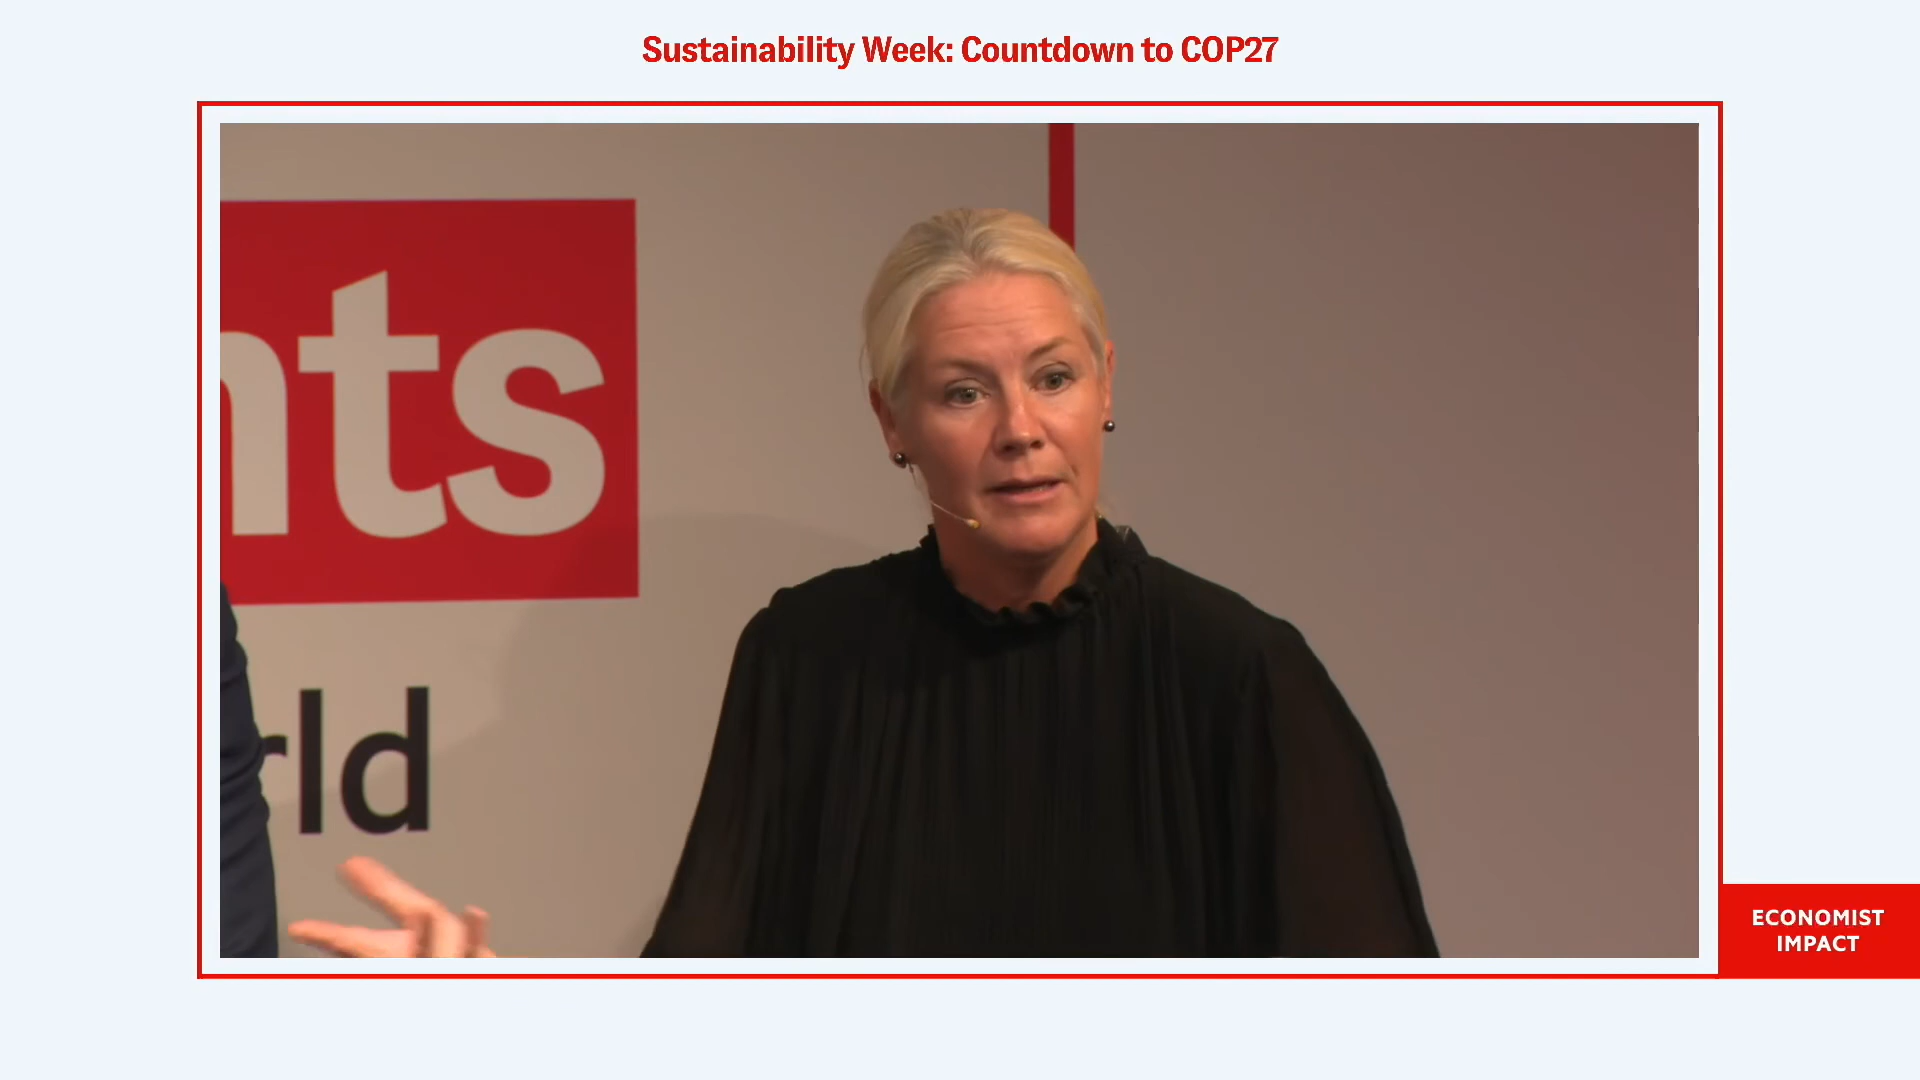 Sustainability Week: Countdown to COP27
nts
rld
ECONOMIST
IMPACT